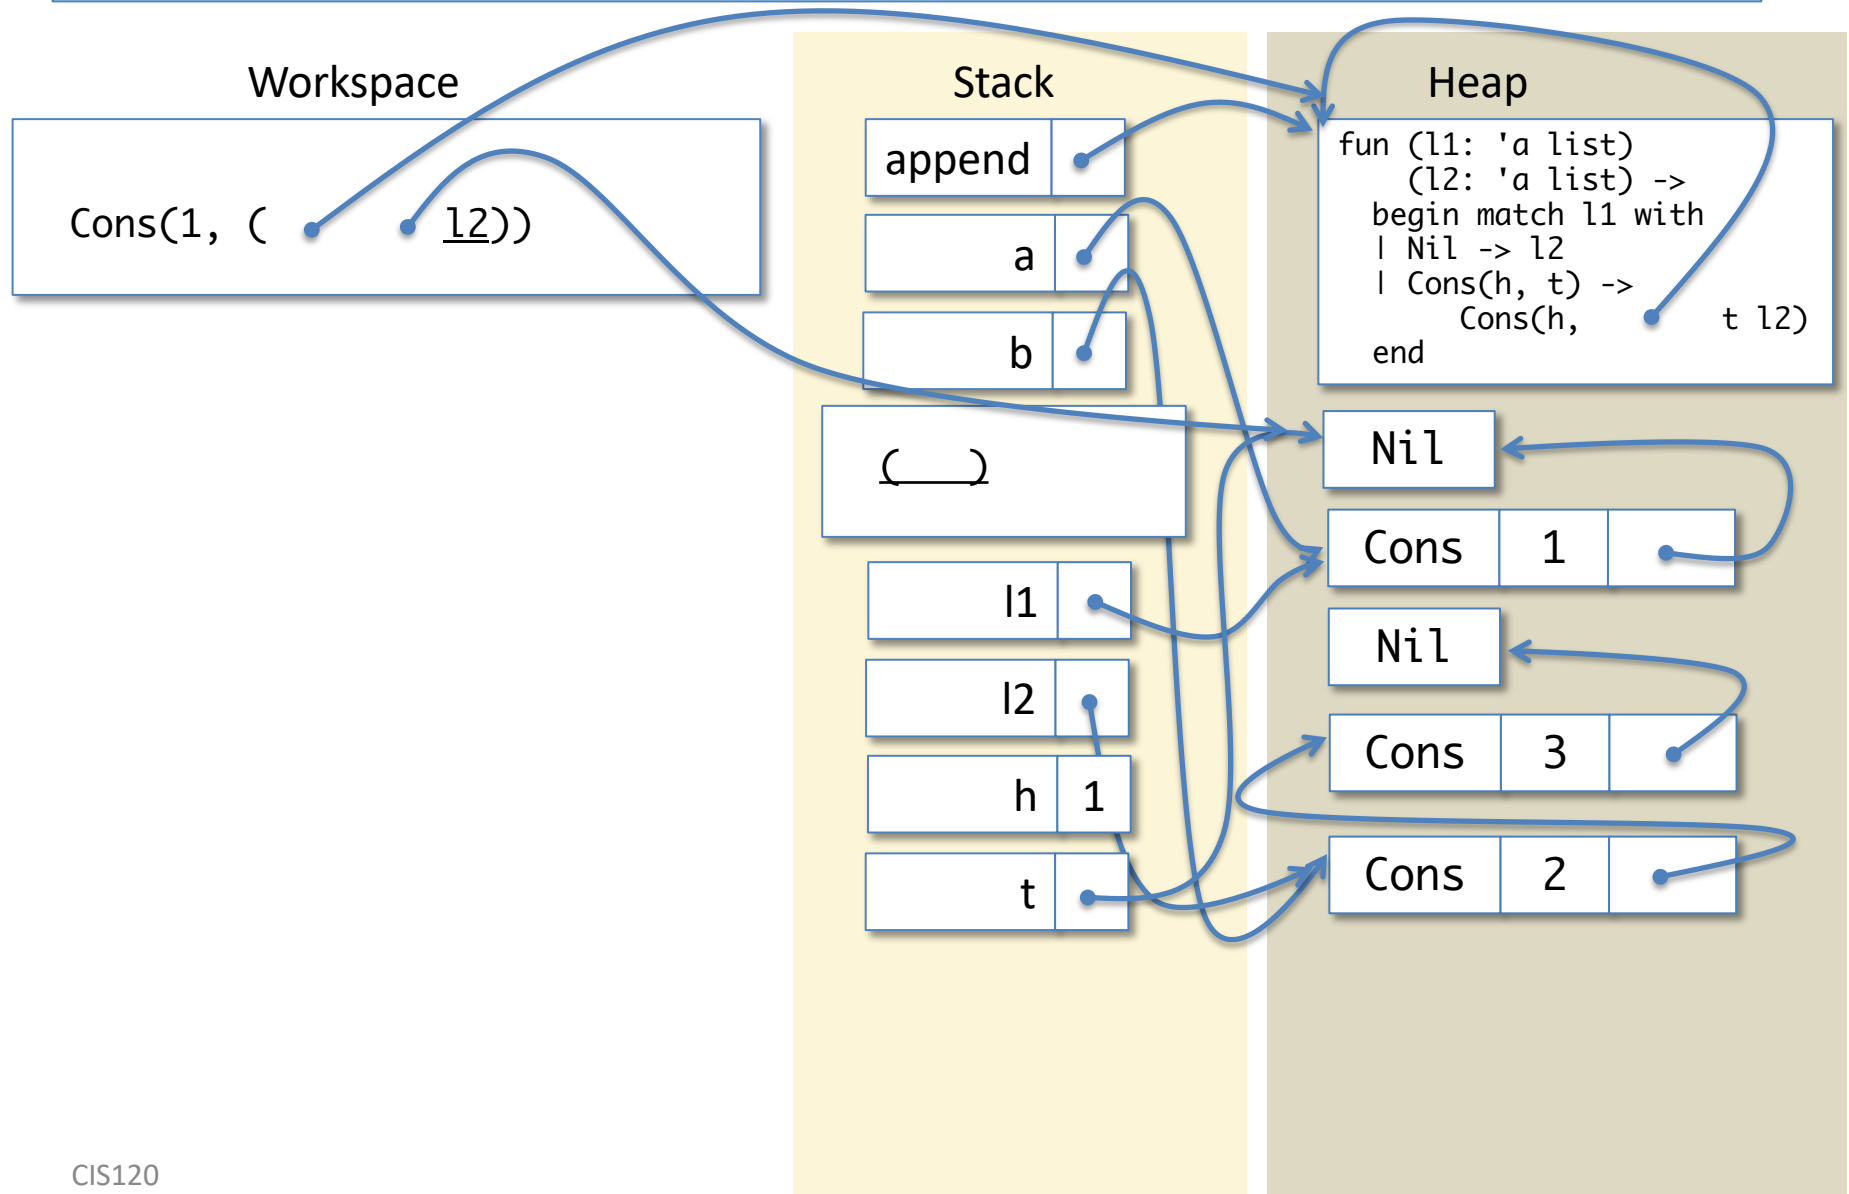 Workspace
Cons(1, ( l2))
Stack
append
a
b
( )
l1
l2
h 1
t
Heap
fun (l1: 'a list)
(l2: 'a list) ->
begin match l1 with
| Nil -> l2
| Cons(h, t) ->
Cons(h, t l2)
end
Nil
Cons 1
Nil
Cons 3
Cons 2
CIS120